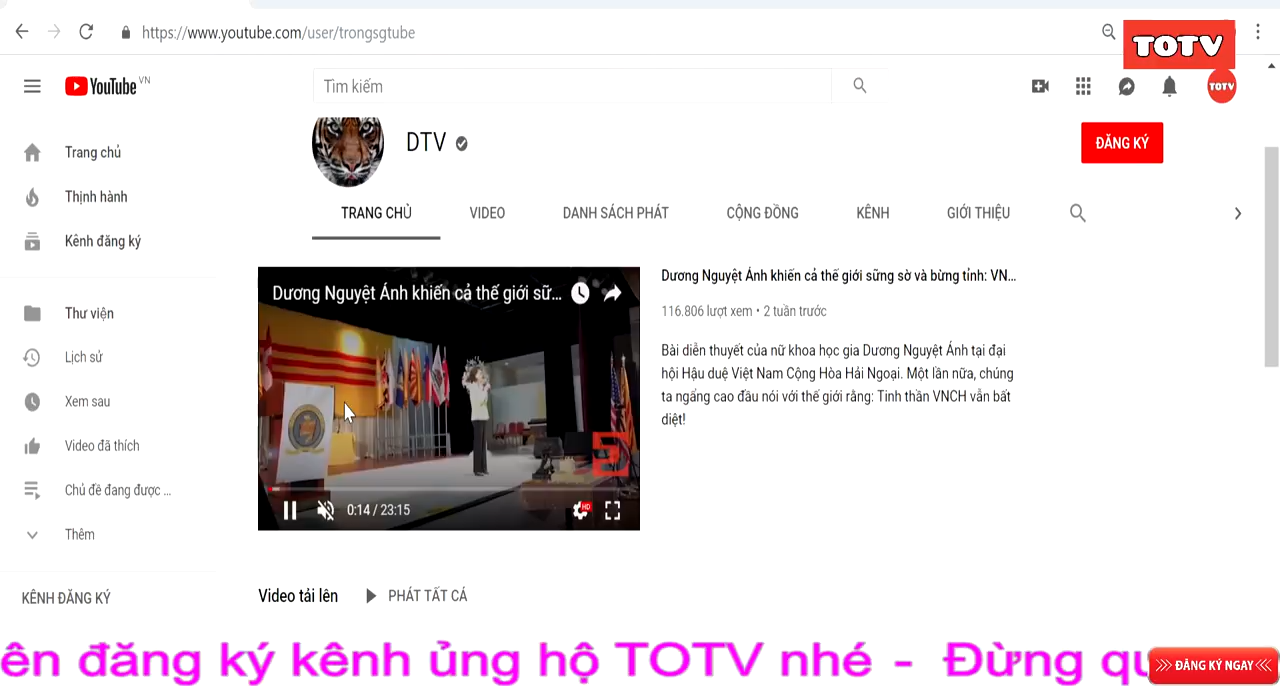 https://www.youtube.com/user/trongsgtube
TOTV
YouTube VN
Tìm kiếm
TOTV
Trang chủ
Thịnh hành
Kênh đăng ký
Thư viện
Lịch sử
Xem sau
Video đã thích
Chủ đề đang được ...
Thêm
KÊNH ĐĂNG KÝ
DTV
ĐĂNG KÝ
TRANG CHỦ
VIDEO
DANH SÁCH PHÁT
CỘNG ĐỒNG
KÊNH
GIỚI THIỆU
Dương Nguyệt Ánh khiến cả thế giới sữ...
HD
0:14 / 23:15
Dương Nguyệt Ánh khiến cả thế giới sững sờ và bừng tỉnh: VN...
116.806 lượt xem • 2 tuần trước
Bài diễn thuyết của nữ khoa học gia Dương Nguyệt Ánh tại đại
hội Hậu duệ Việt Nam Cộng Hòa Hải Ngoại. Một lần nữa, chúng
ta ngẩng cao đầu nói với thế giới rằng: Tinh thần VNCH vẫn bất
diệt!
Video tải lên
PHÁT TẤT CẢ
ên đăng ký kênh ủng hộ TOTV nhé - Đừng qu
ĐĂNG KÝ NGAY